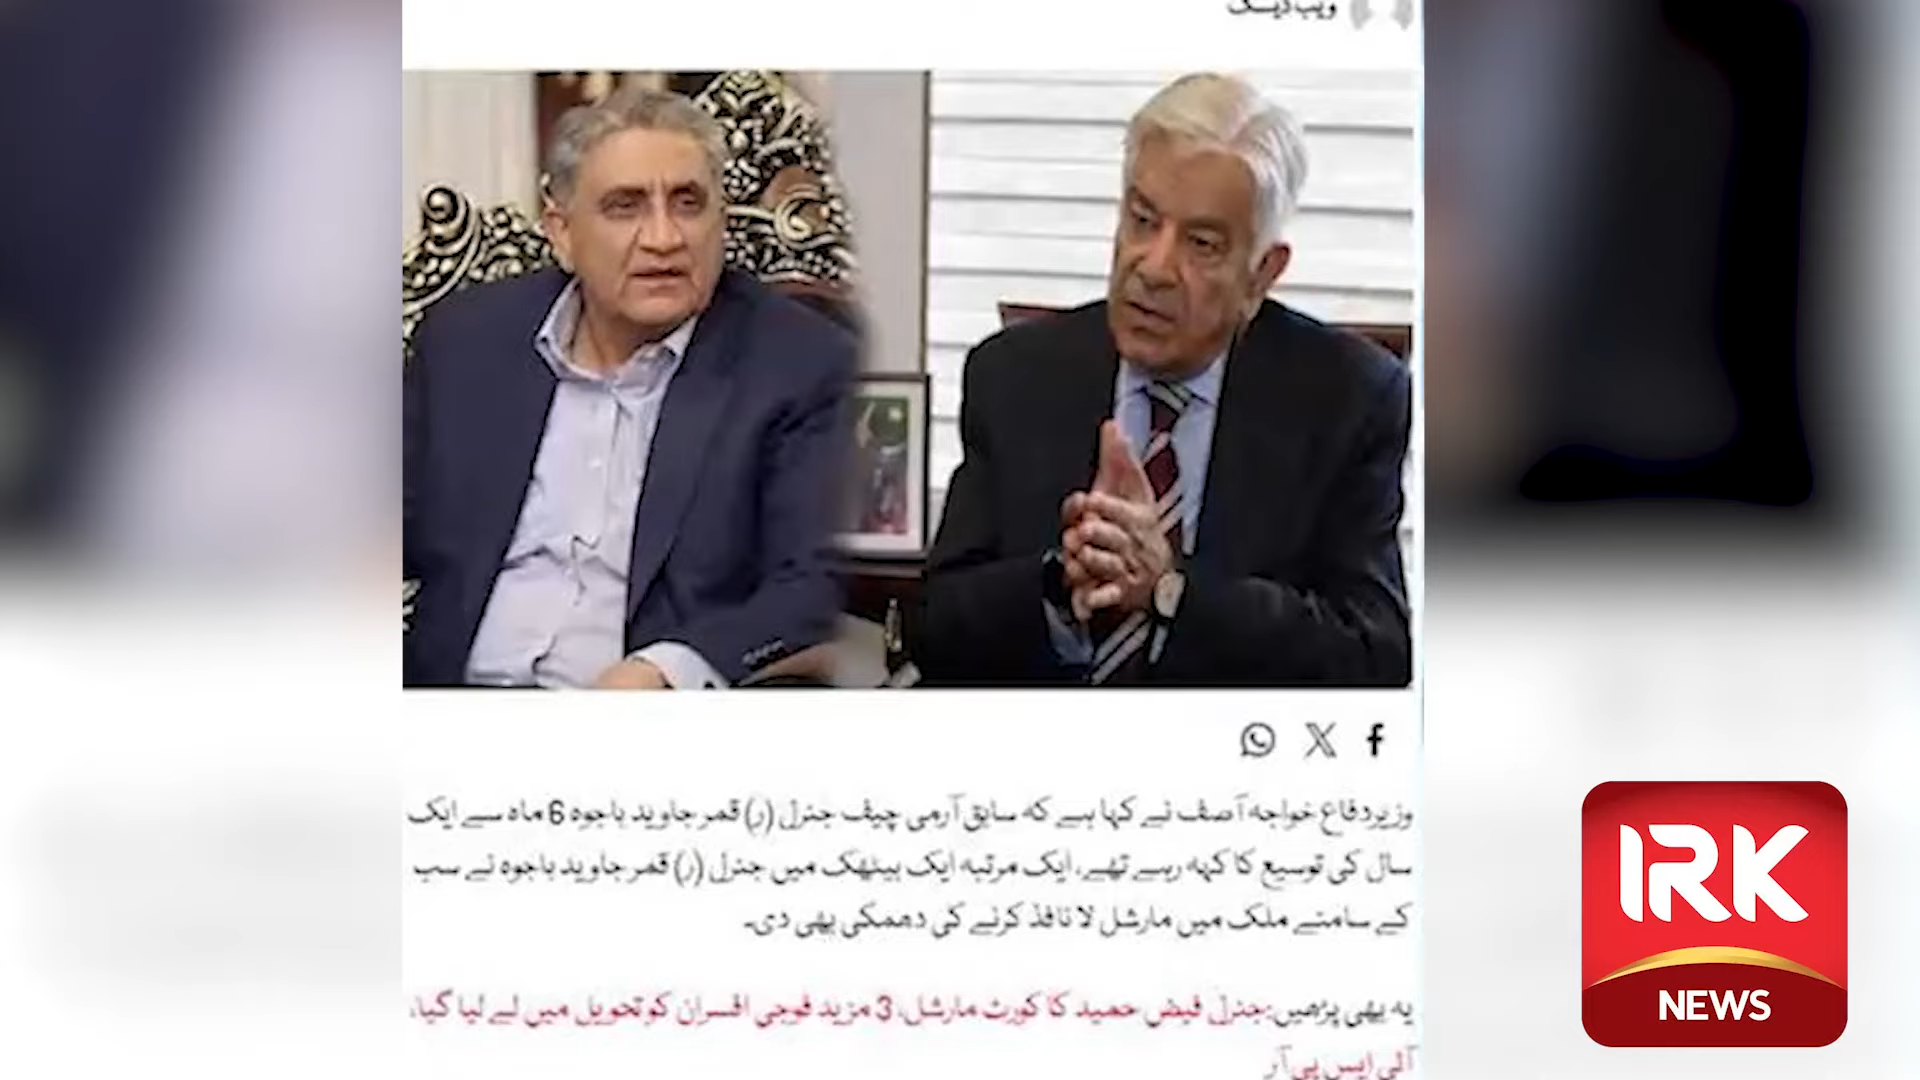 ویب ڈیسک
وزیردفاع خواجہ آصف نے کہا ہے کہ سابق آرمی چیف جنرل (ر) قمر جاوید باجوہ 6 ماہ سے ایک
سال کی توسیع کا کہہ رہے تھے، ایک مرتبہ ایک بیٹھک میں جنرل (ر) قمر جاوید باجوہ نے سب
کے سامنے ملک میں مارشل لا نافذ کرنے کی دھمکی بھی دی۔
یہ بھی پڑھیں:جنرل فیض حمید کا کورٹ مارشل، 3 مزید فوجی افسران کو تحویل میں لے لیا گیا،
آئی ایس پی آر
IRK
NEWS